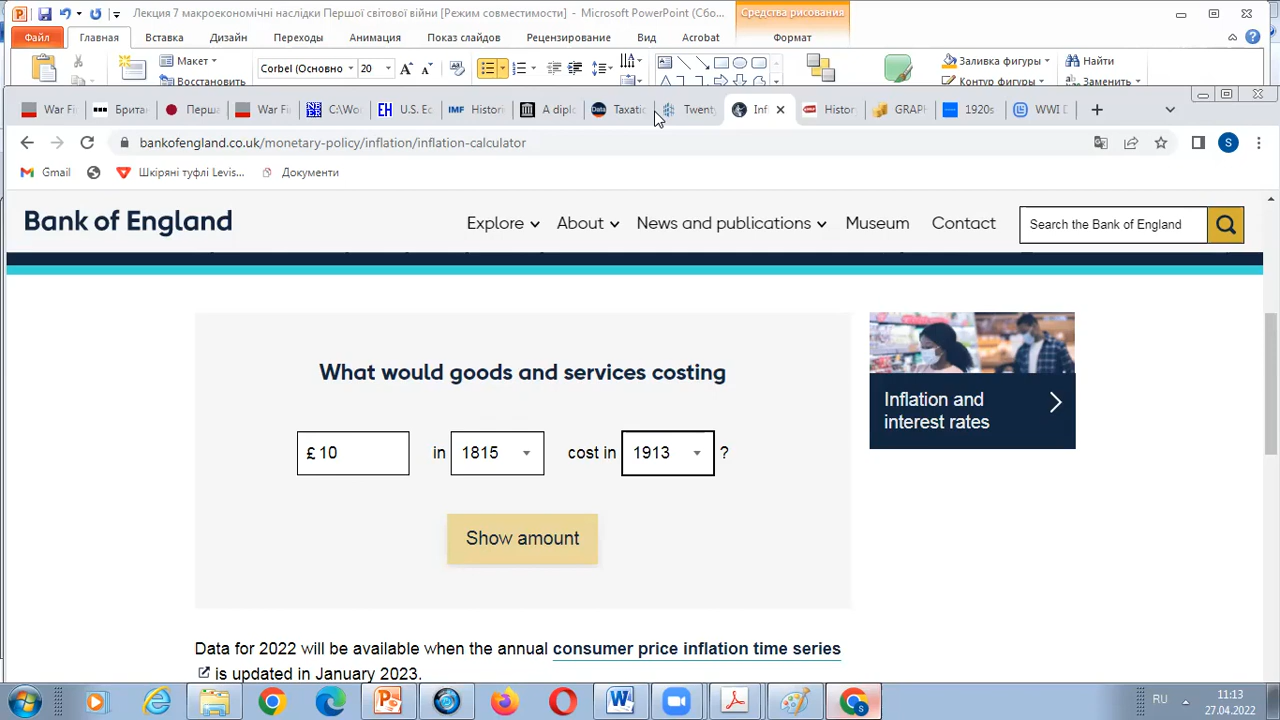 Лекция 7 макроекономічні наслідки Першої світової війни [Режим совместимости] - Microsoft PowerPoint (Сбо...
Средства рисования
Файл Главная Вставка Дизайн Переходы Анимация Показ слайдов Рецензирование Вид Acrobat Формат
Макет Corbel (Основно 20 Заливка фигуры Найти
Восстановить Контур фигуры Заменить
War Fi Брита Перша War Fi C:\Wo U.S. Ec Histori A dipl Taxatio Twenty Inf Histor GRAPH 1920s WWI D
bankofengland.co.uk/monetary-policy/inflation/inflation-calculator
Gmail Шкіряні туфлі Levis... Документи
Bank of England Explore About News and publications Museum Contact Search the Bank of England
What would goods and services costing
£ 10 in 1815 cost in 1913 ?
Show amount
Inflation and
interest rates
Data for 2022 will be available when the annual consumer price inflation time series
is updated in January 2023.
RU 11:13
27.04.2022